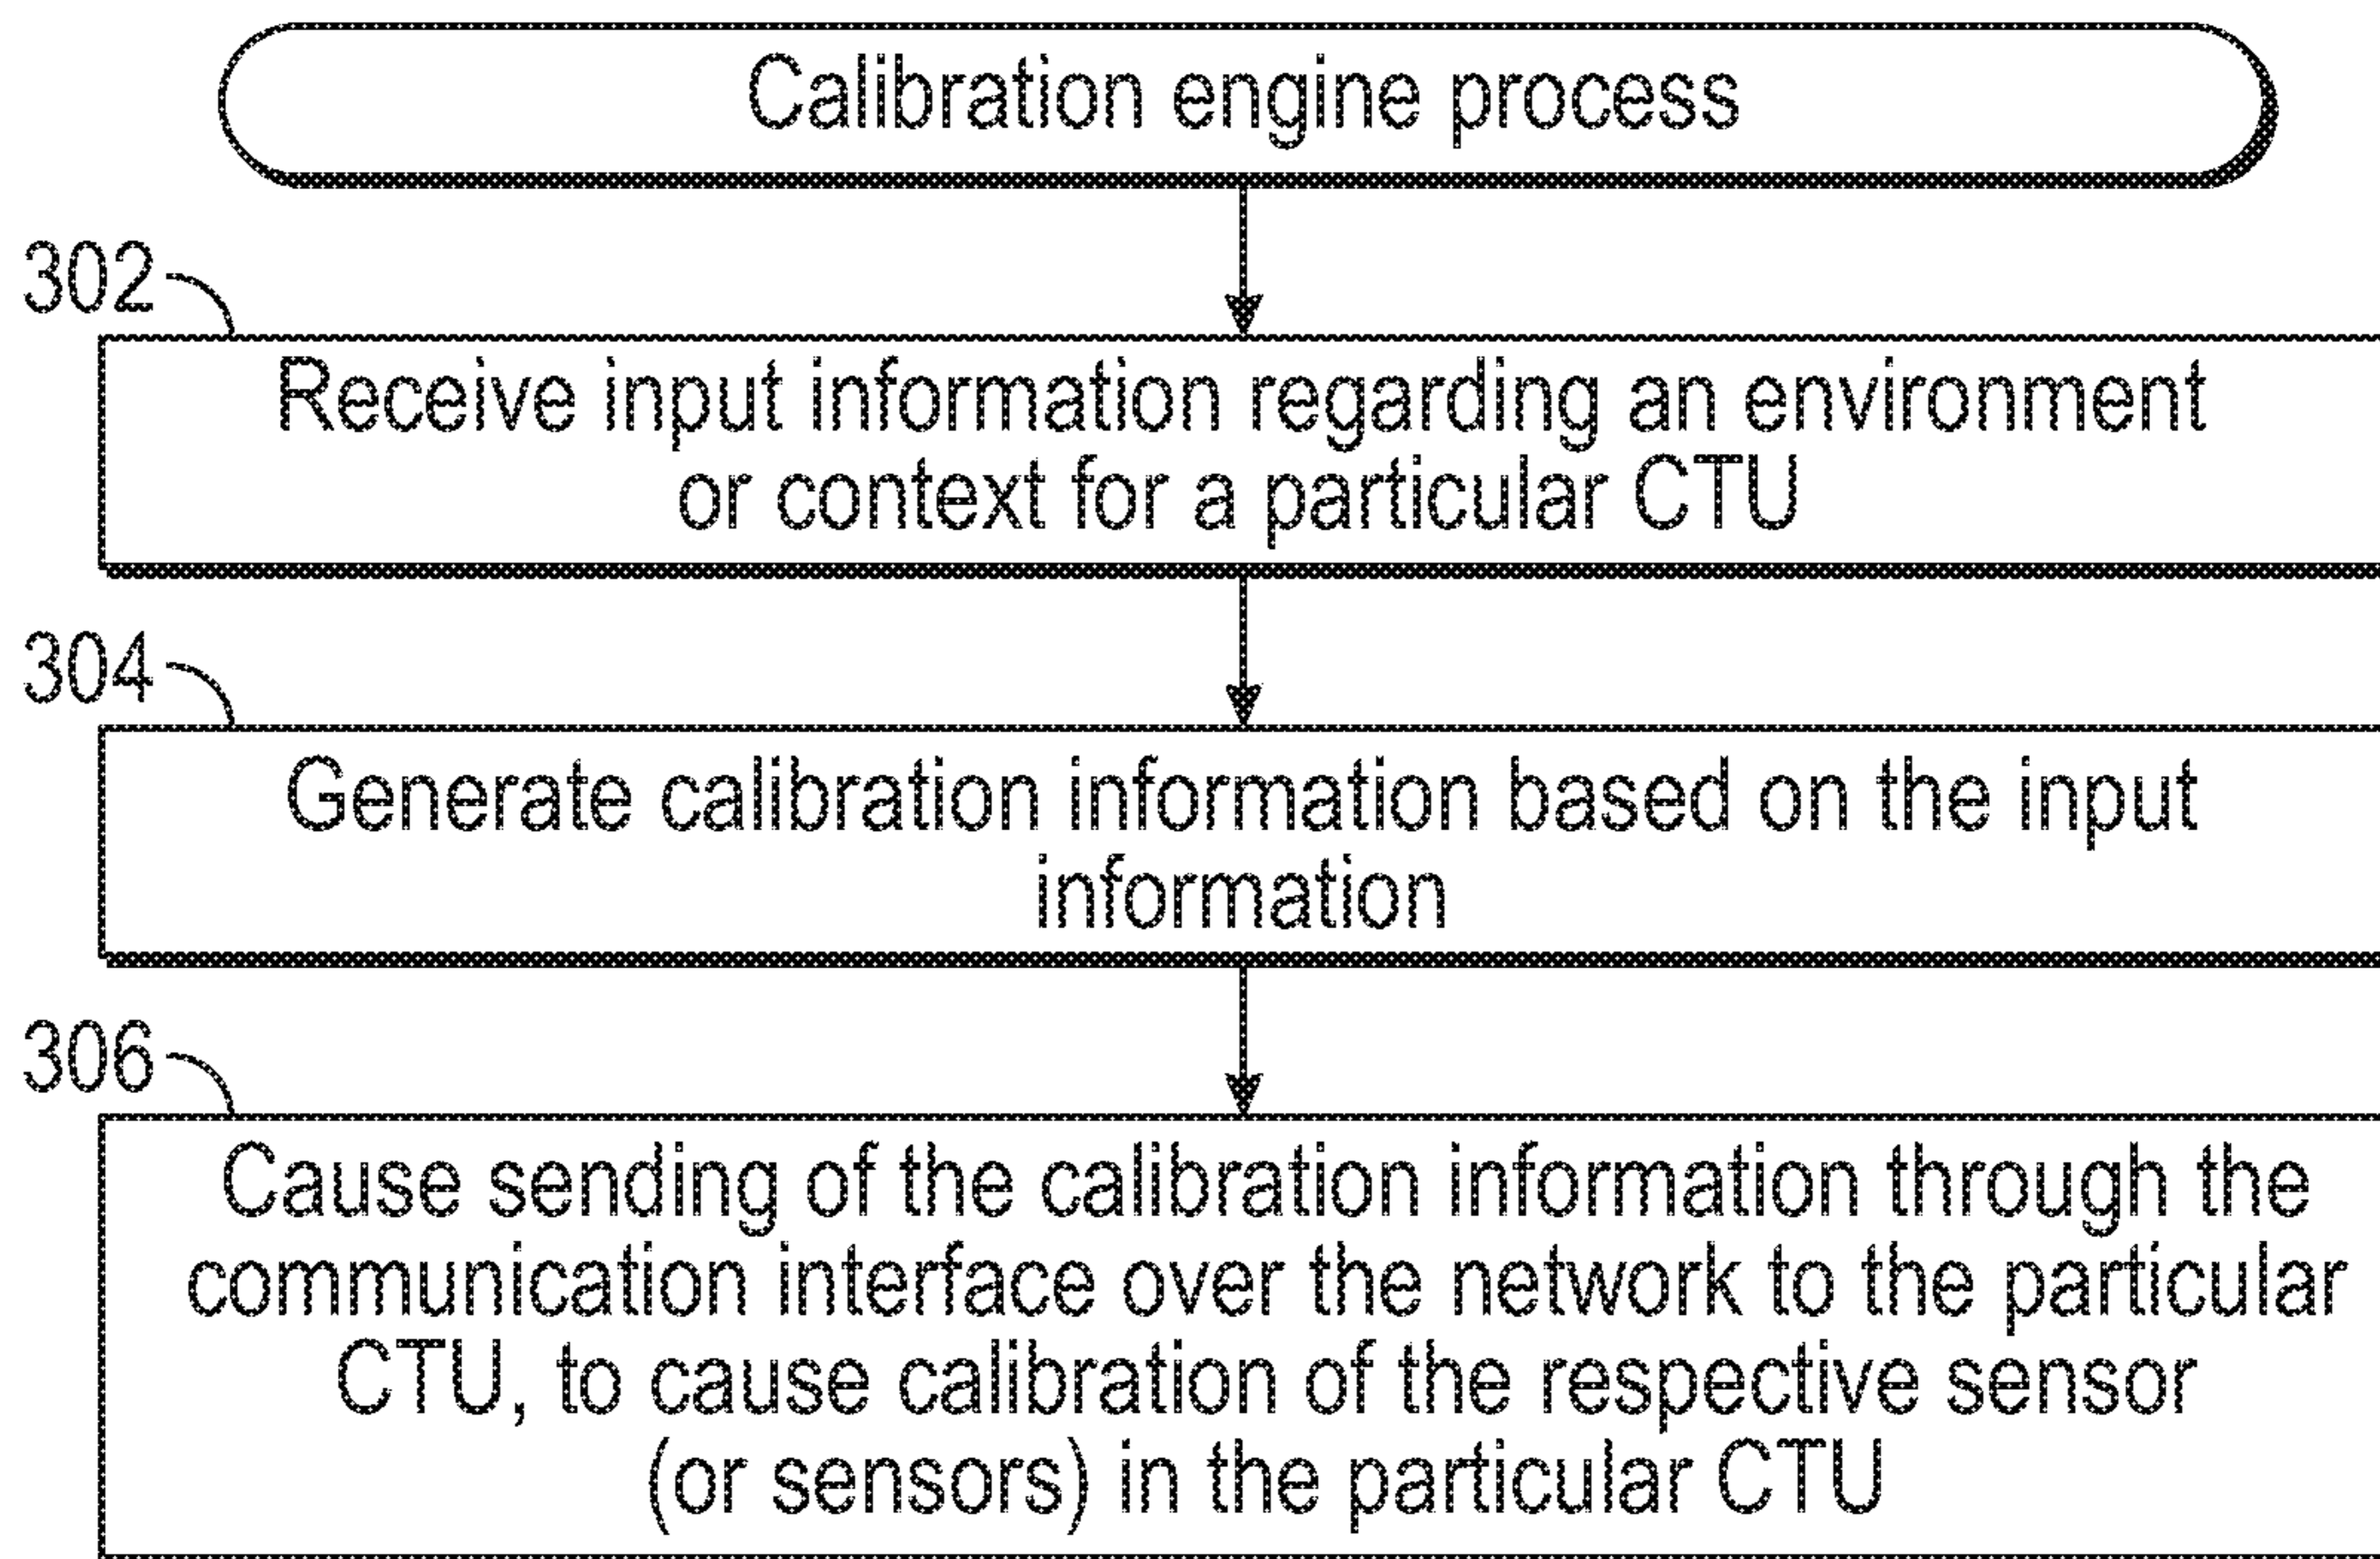 Calibration engine process
302
Receive input information regarding an environment
or context for a particular CTU
304
Generate calibration information based on the input
information
306
Cause sending of the calibration information through the
communication interface over the network to the particular
CTU, to cause calibration of the respective sensor
(or sensors) in the particular CTU